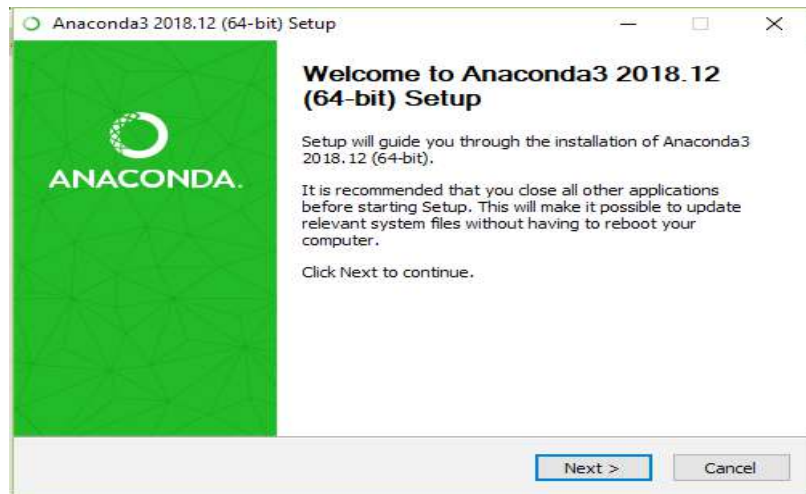 Anaconda3 2018.12 (64-bit) Setup
ANACONDA.
Welcome to Anaconda3 2018.12
(64-bit) Setup
Setup will guide you through the installation of Anaconda3
2018.12 (64-bit).
It is recommended that you close all other applications
before starting Setup. This will make it possible to update
relevant system files without having to reboot your
computer.
Click Next to continue.
Next >
Cancel